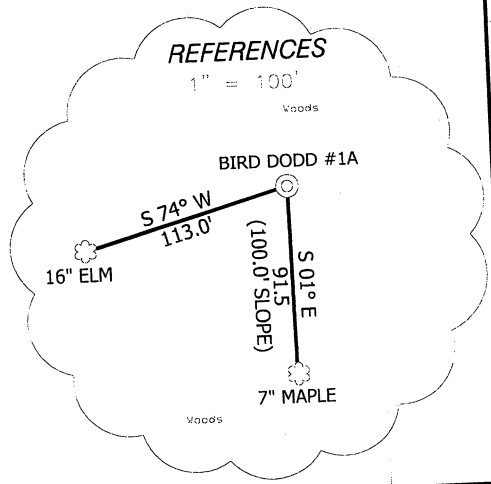 REFERENCES
1" = 100'
Woods
BIRD DODD #1A
S 74° W
113.0'
16" ELM
S 01° E
91.5
(100.0' SLOPE)
7" MAPLE
Woods